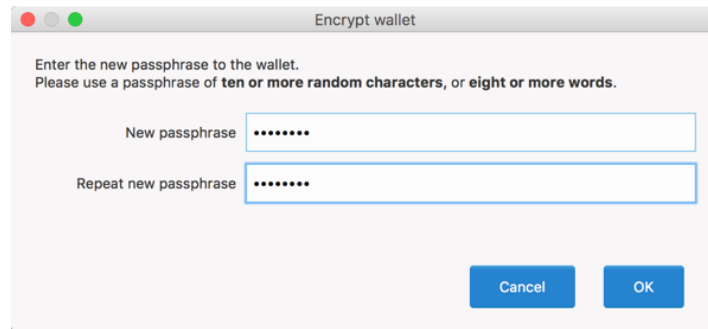 Encrypt wallet
Enter the new passphrase to the wallet.
Please use a passphrase of ten or more random characters, or eight or more words.
New passphrase ••••••••
Repeat new passphrase ••••••••
Cancel OK